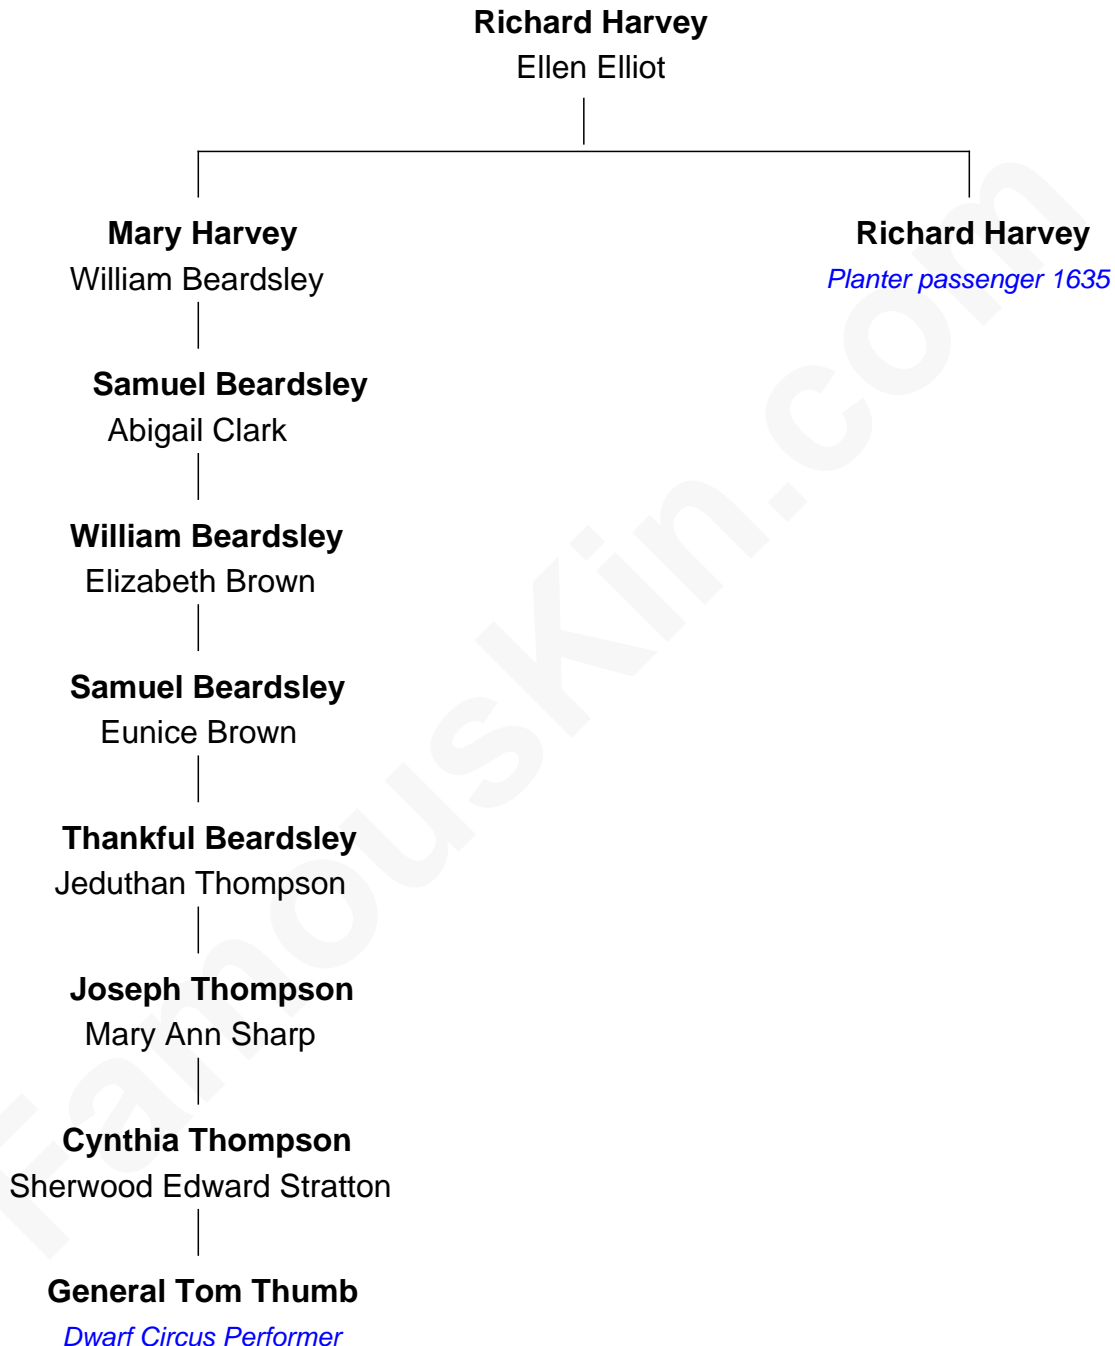 Richard Harvey
Ellen Elliot
Mary Harvey
William Beardsley
Richard Harvey
Planter passenger 1635
Samuel Beardsley
Abigail Clark
William Beardsley
Elizabeth Brown
Samuel Beardsley
Eunice Brown
Thankful Beardsley
Jeduthan Thompson
Joseph Thompson
Mary Ann Sharp
Cynthia Thompson
Sherwood Edward Stratton
General Tom Thumb
Dwarf Circus Performer
FamousKin.com